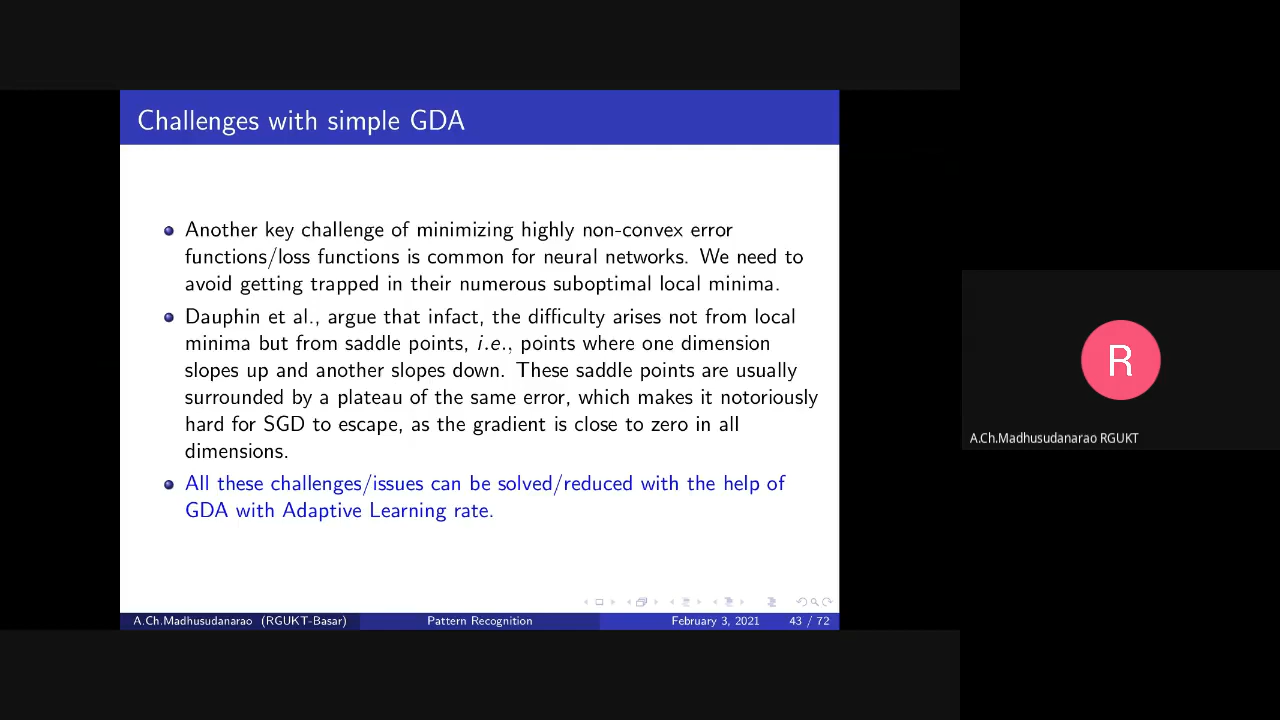 Challenges with simple GDA
Another key challenge of minimizing highly non-convex error
functions/loss functions is common for neural networks. We need to
avoid getting trapped in their numerous suboptimal local minima.
Dauphin et al., argue that infact, the difficulty arises not from local
minima but from saddle points, i.e., points where one dimension
slopes up and another slopes down. These saddle points are usually
surrounded by a plateau of the same error, which makes it notoriously
hard for SGD to escape, as the gradient is close to zero in all
dimensions.
All these challenges/issues can be solved/reduced with the help of
GDA with Adaptive Learning rate.
A.Ch.Madhusudanarao (RGUKT-Basar) Pattern Recognition February 3, 2021 43 / 72
R
A.Ch.Madhusudanarao RGUKT